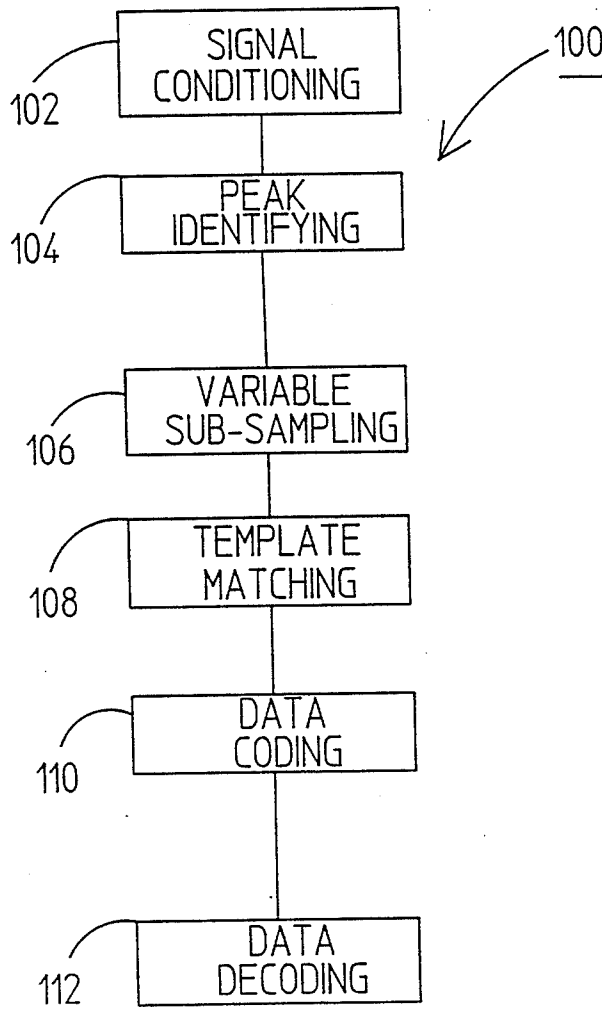 SIGNAL
CONDITIONING
100
102
PEAK
IDENTIFYING
104
VARIABLE
SUB-SAMPLING
106
TEMPLATE
MATCHING
108
DATA
CODING
110
DATA
DECODING
112